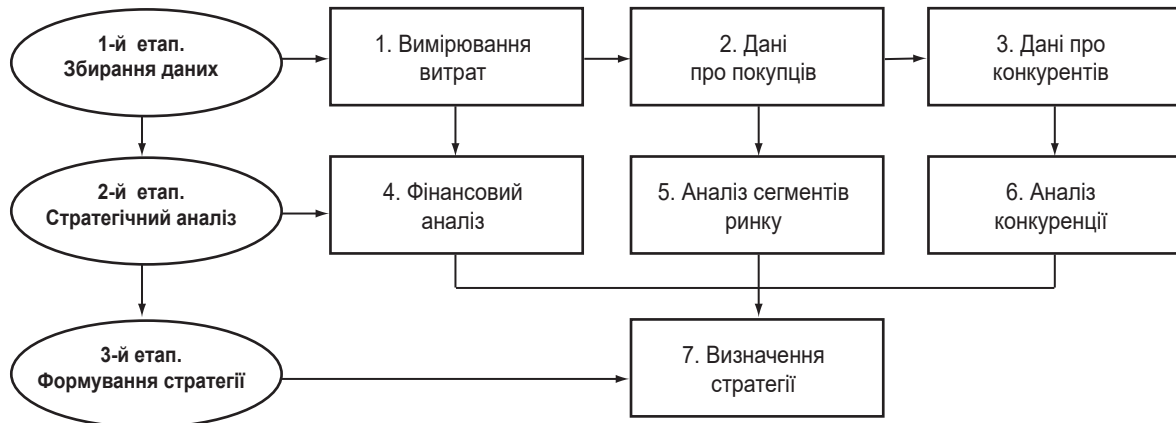 1-й етап.
Збирання даних
1. Вимірювання
витрат
2. Дані
про покупців
3. Дані про
конкурентів
2-й етап.
Стратегічний аналіз
4. Фінансовий
аналіз
5. Аналіз сегментів
ринку
6. Аналіз
конкуренції
3-й етап.
Формування стратегії
7. Визначення
стратегії